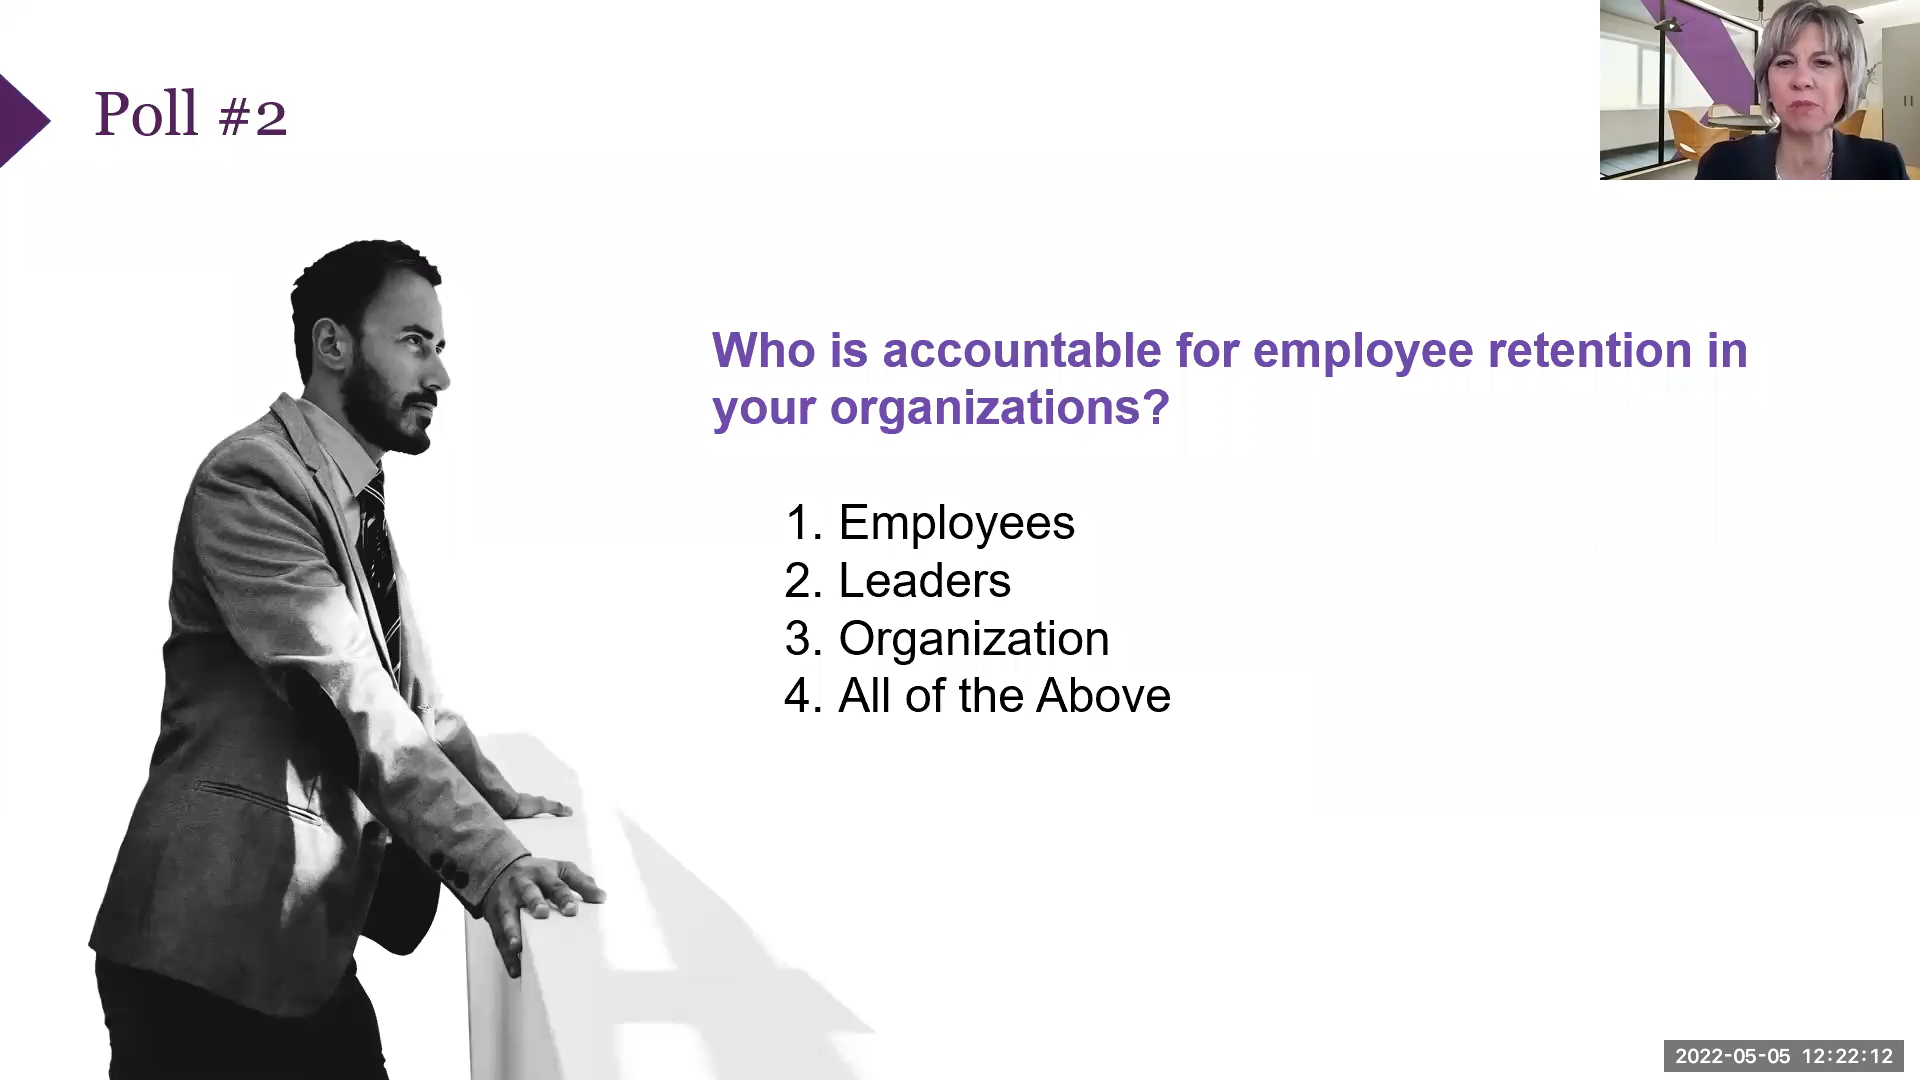 Poll #2
Who is accountable for employee retention in
your organizations?
1. Employees
2. Leaders
3. Organization
4. All of the Above
2022-05-05 12:22:12